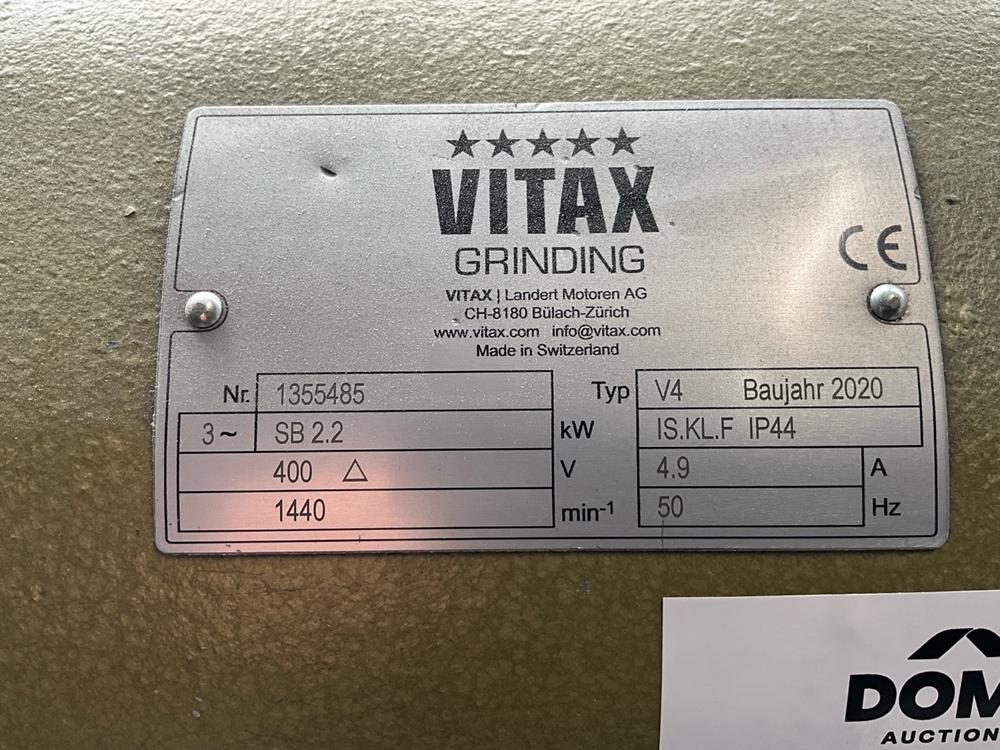 VITAX
GRINDING
CE
VITAX | Landert Motoren AG
CH-8180 Bülach-Zürich
www.vitax.com info@vitax.com
Made in Switzerland
Nr. 1355485 Typ V4 Baujahr 2020
3~ SB 2.2 kW IS.KL.F IP44
400 △ V 4.9 A
1440 min-1 50 Hz
AUCTION